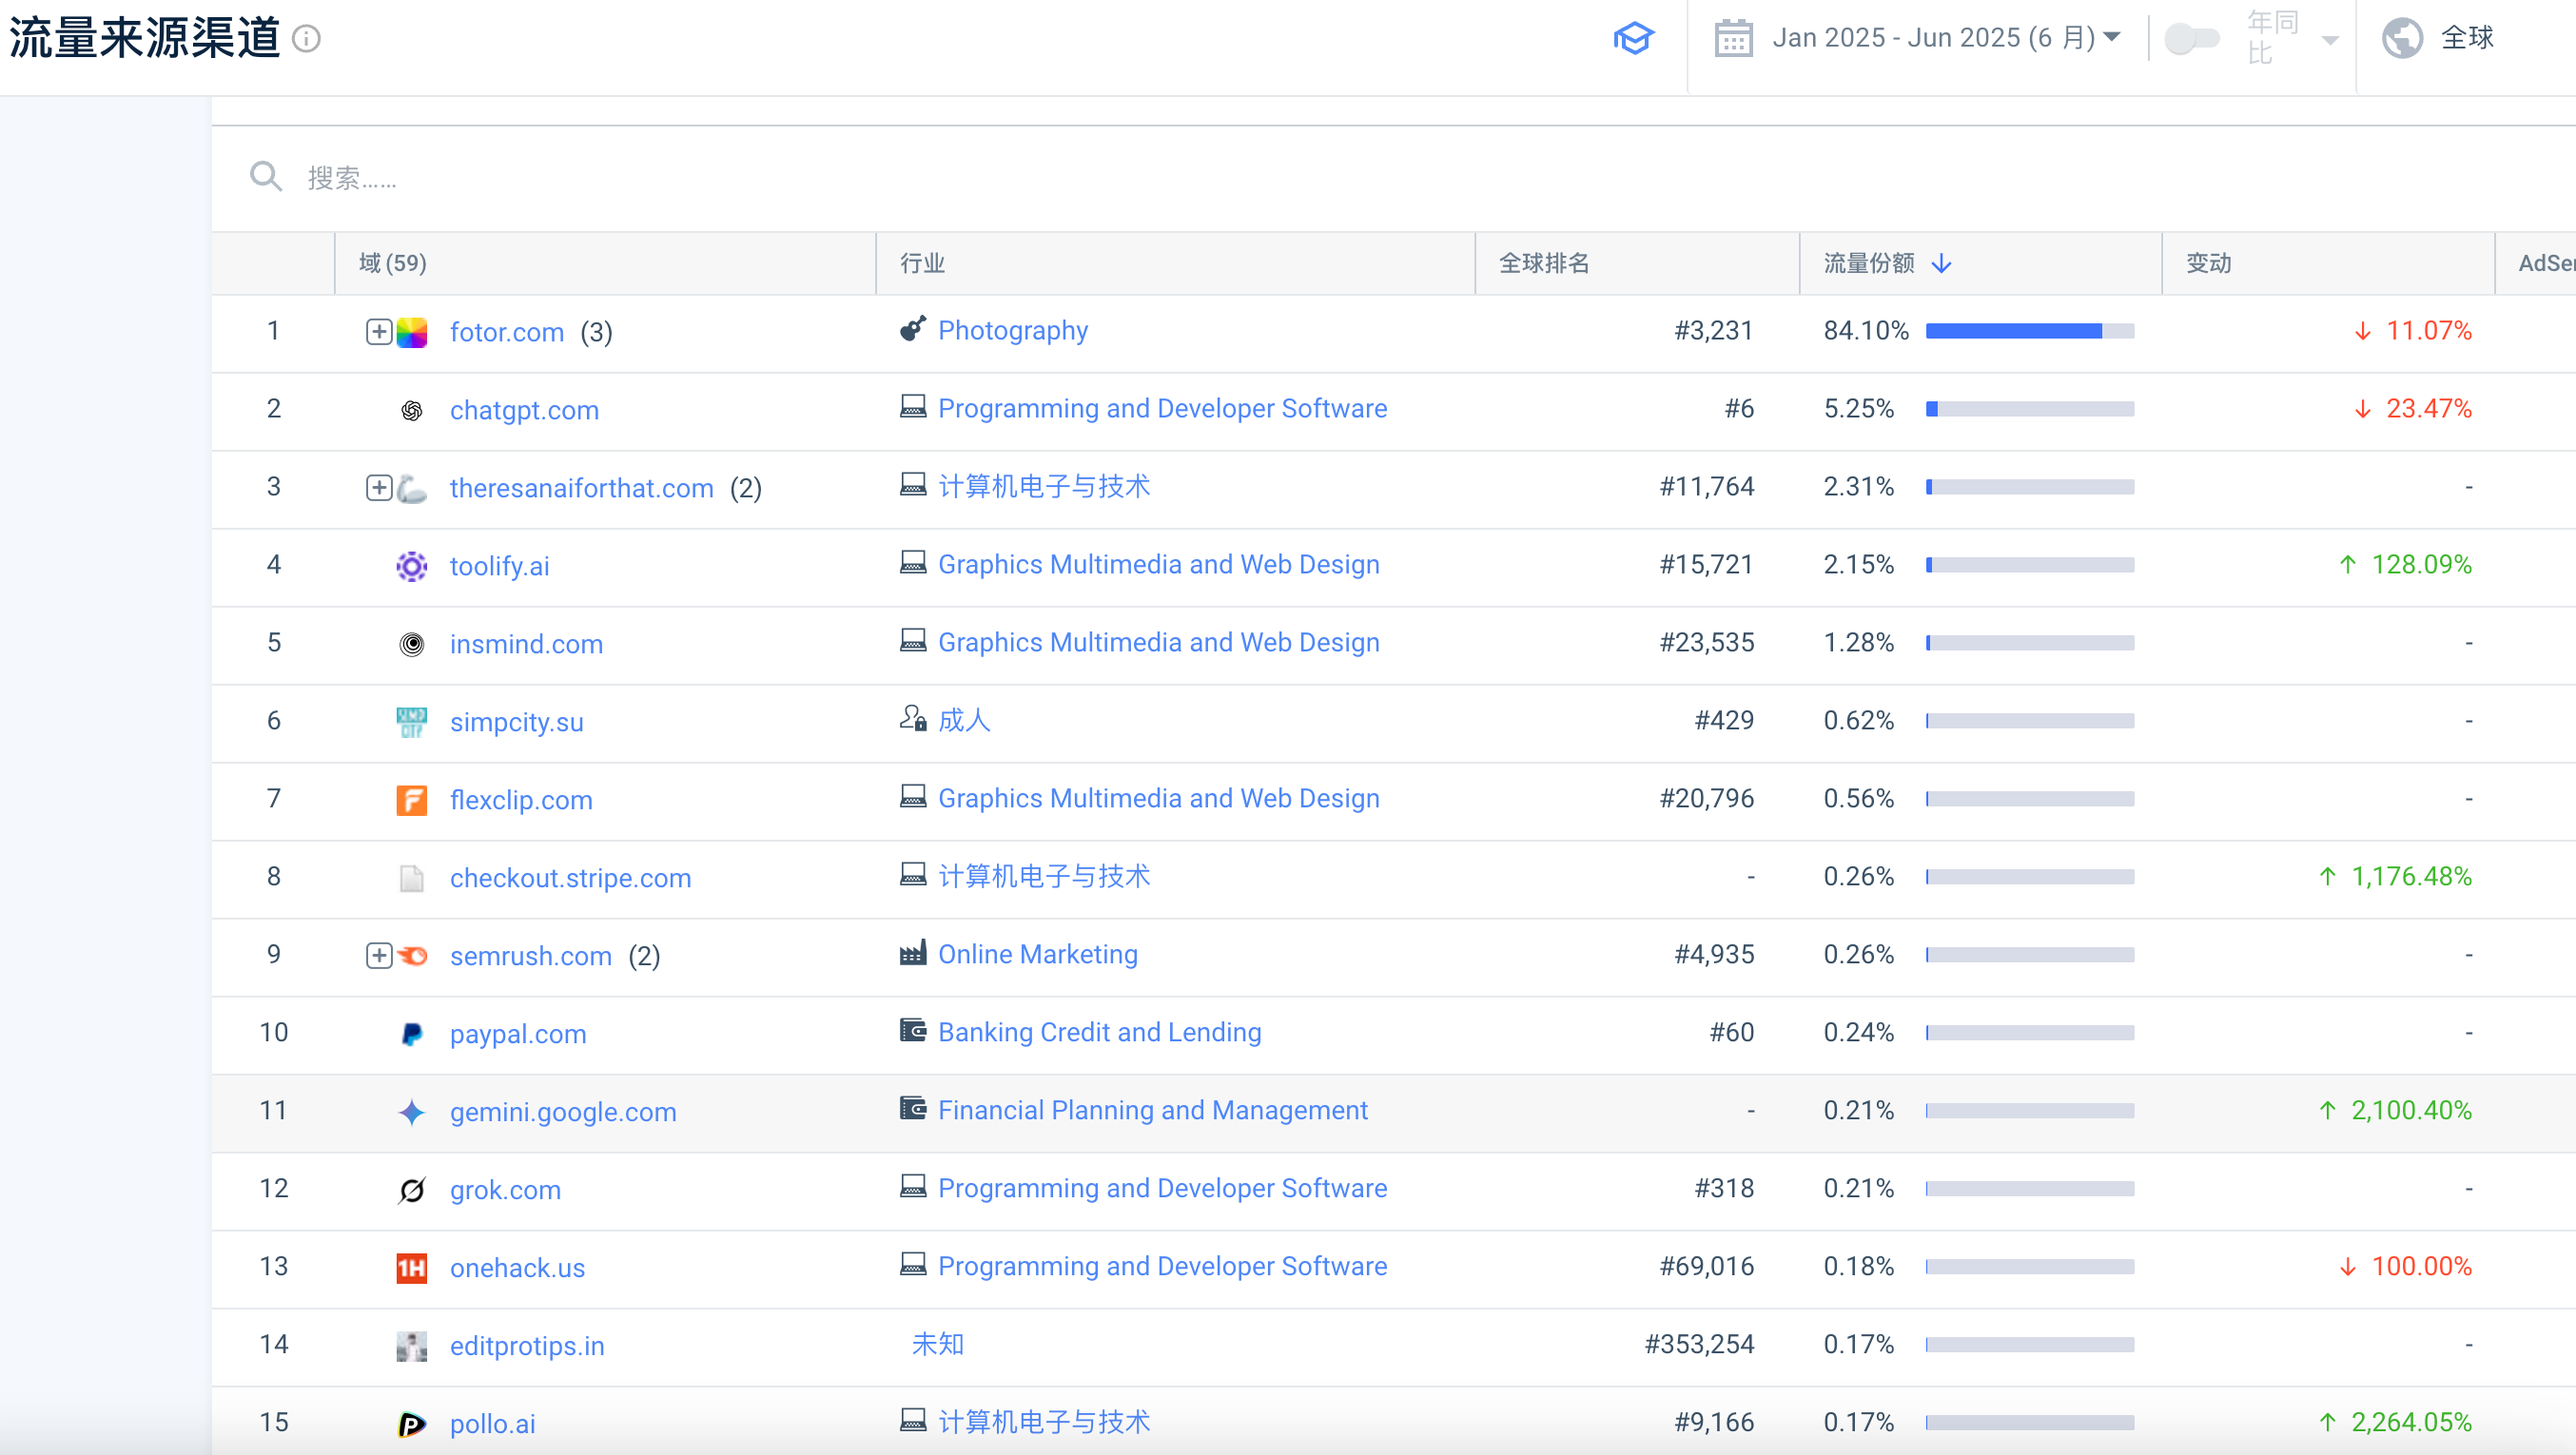 流量来源渠道
Jan 2025 - Jun 2025 (6 月)
年同比
全球
搜索……
域 (59) 行业 全球排名 流量份额 变动 AdSer
1 fotor.com (3) Photography #3,231 84.10% 11.07%
2 chatgpt.com Programming and Developer Software #6 5.25% 23.47%
3 theresanaiforthat.com (2) 计算机电子与技术 #11,764 2.31% -
4 toolify.ai Graphics Multimedia and Web Design #15,721 2.15% 128.09%
5 insmind.com Graphics Multimedia and Web Design #23,535 1.28% -
6 simpcity.su 成人 #429 0.62% -
7 flexclip.com Graphics Multimedia and Web Design #20,796 0.56% -
8 checkout.stripe.com 计算机电子与技术 - 0.26% 1,176.48%
9 semrush.com (2) Online Marketing #4,935 0.26% -
10 paypal.com Banking Credit and Lending #60 0.24% -
11 gemini.google.com Financial Planning and Management - 0.21% 2,100.40%
12 grok.com Programming and Developer Software #318 0.21% -
13 1H onehack.us Programming and Developer Software #69,016 0.18% 100.00%
14 editprotips.in 未知 #353,254 0.17% -
15 pollo.ai 计算机电子与技术 #9,166 0.17% 2,264.05%